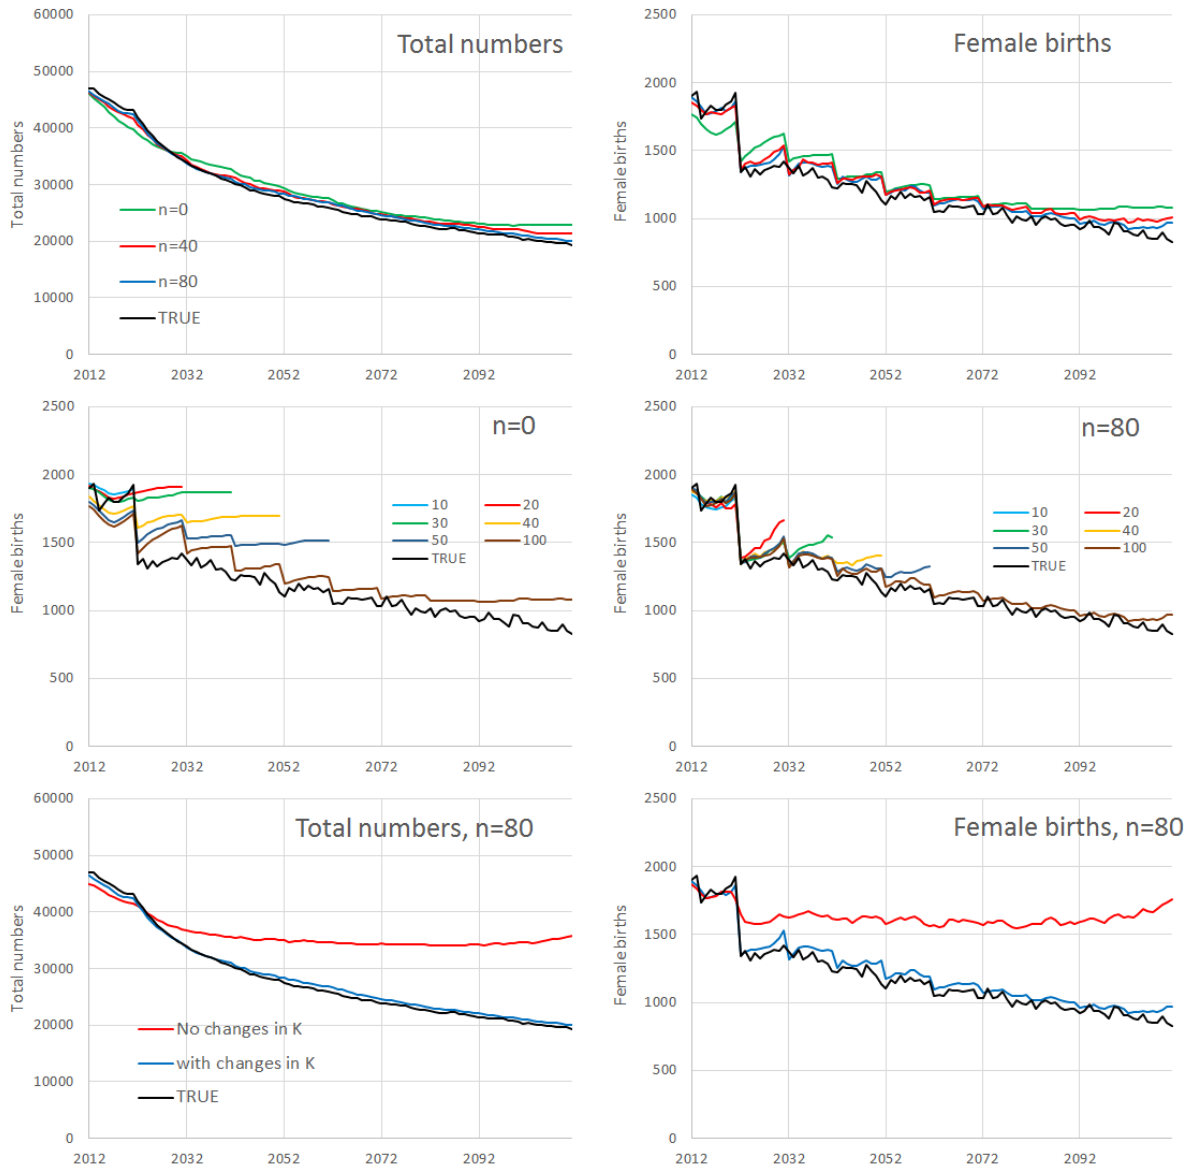 Total numbers
60000
50000
40000
30000
20000
10000
0
Total numbers
n=0
n=40
n=80
TRUE
2012 2032 2052 2072 2092
Female births
2500
2000
1500
1000
500
0
Female births
2012 2032 2052 2072 2092
n=0
2500
2000
1500
1000
500
0
Female births
10 20
30 40
50 100
TRUE
2012 2032 2052 2072 2092
n=80
2500
2000
1500
1000
500
0
Female births
10 20
30 40
50 100
TRUE
2012 2032 2052 2072 2092
Total numbers, n=80
60000
50000
40000
30000
20000
10000
0
Total numbers
No changes in K
with changes in K
TRUE
2012 2032 2052 2072 2092
Female births, n=80
2500
2000
1500
1000
500
0
Female births
2012 2032 2052 2072 2092